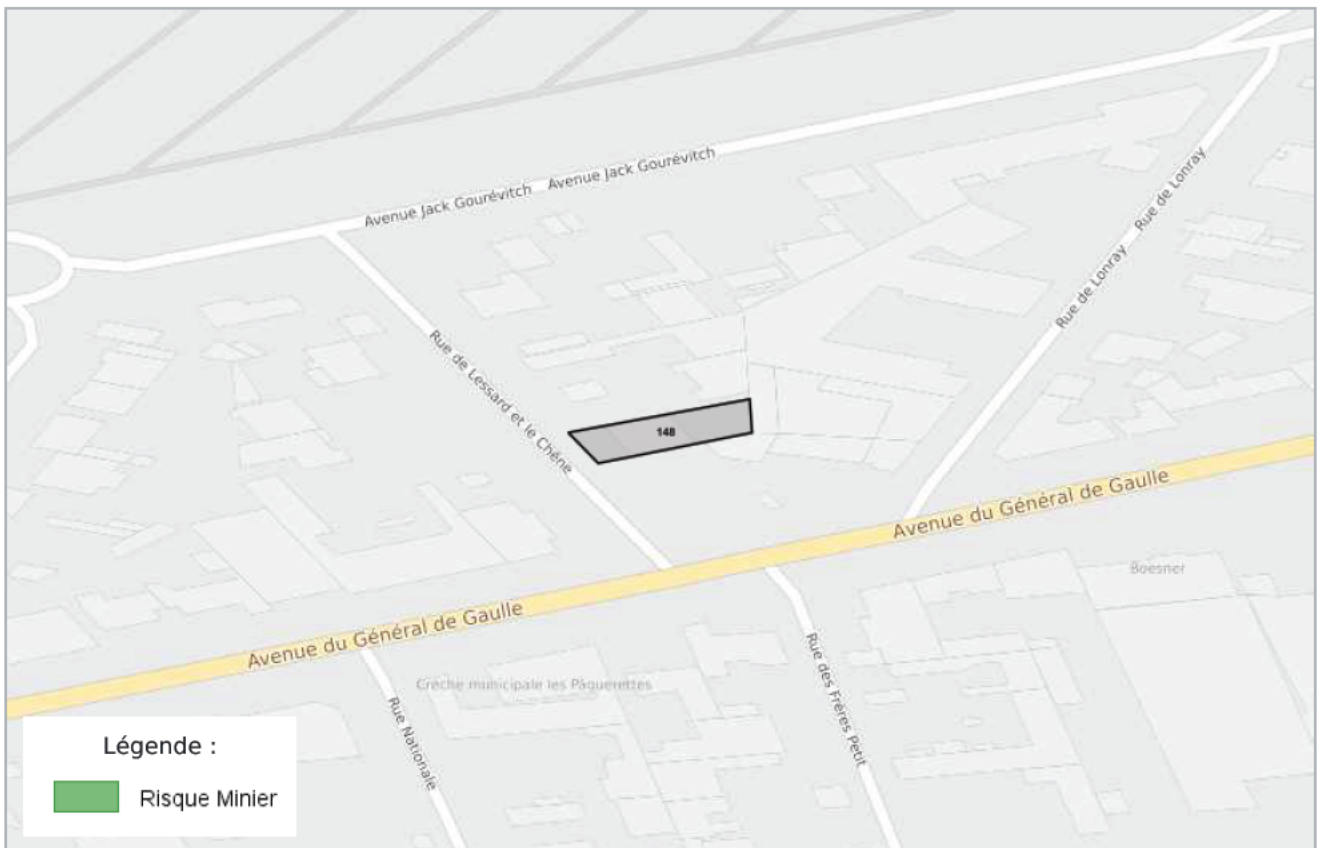 Avenue Jack Gourévitch
Avenue Jack Gourévitch
Rue de Lonray
Rue de Lonray
Rue de Lessard et le Chêne
148
Avenue du Général de Gaulle
Boesner
Avenue du Général de Gaulle
Crèche municipale les Pâquerettes
Rue des Frères Petit
Rue Nationale
Légende :
Risque Minier